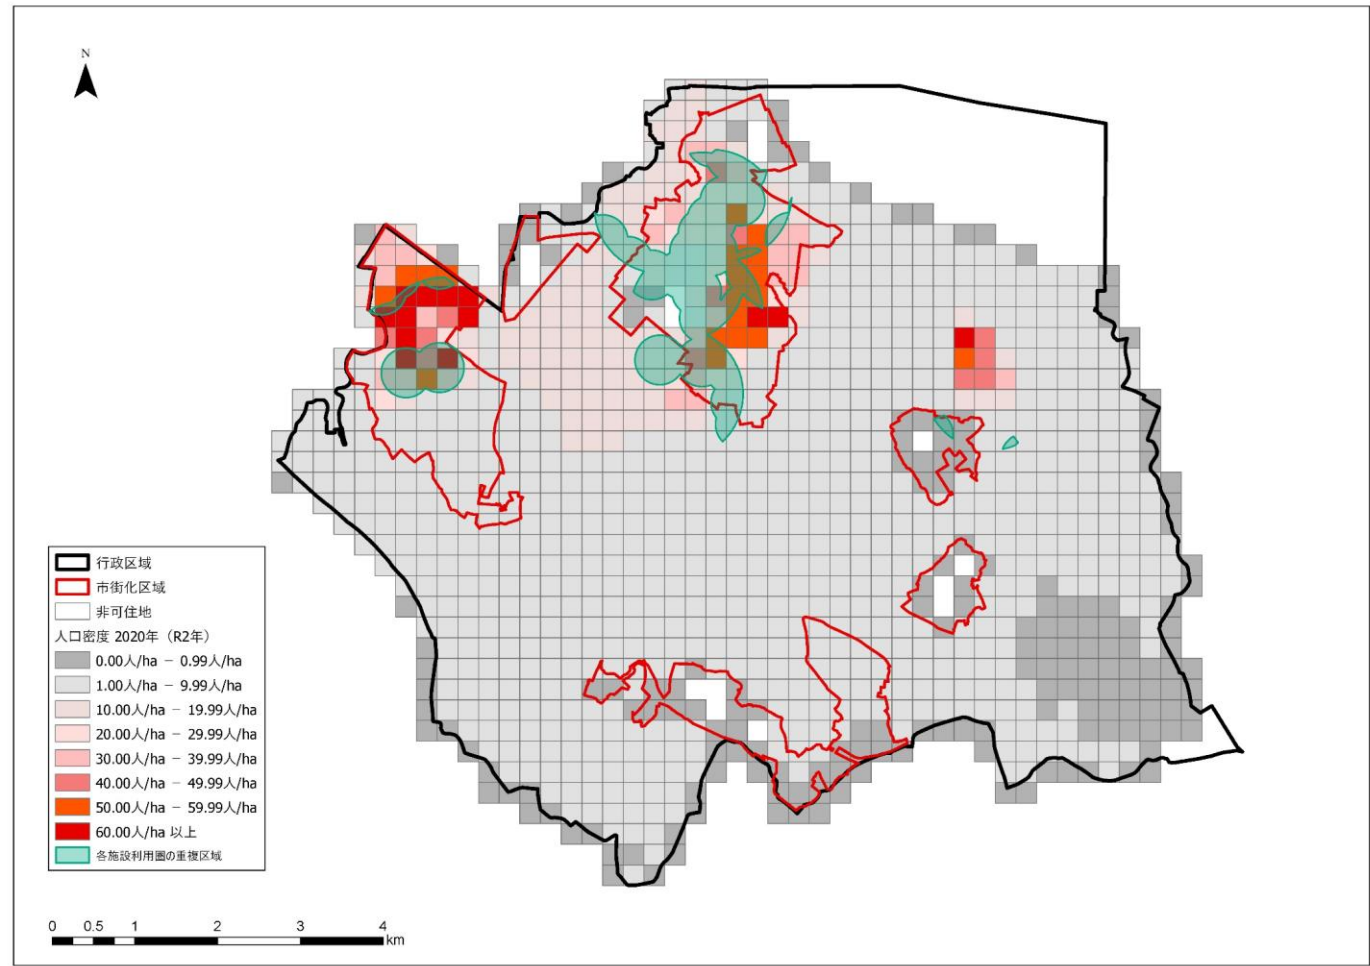 N
行政区域
市街化区域
非可住地
人口密度 2020年（R2年）
0.00人/ha － 0.99人/ha
1.00人/ha － 9.99人/ha
10.00人/ha － 19.99人/ha
20.00人/ha － 29.99人/ha
30.00人/ha － 39.99人/ha
40.00人/ha － 49.99人/ha
50.00人/ha － 59.99人/ha
60.00人/ha 以上
各施設利用圏の重複区域
0 0.5 1 2 3 4
km